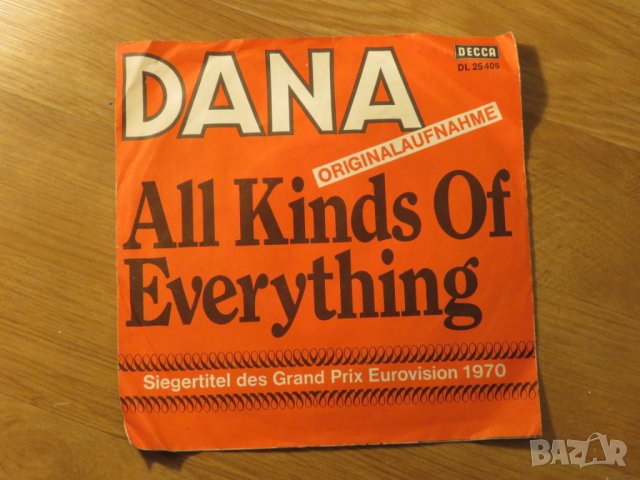 DANA
DECCA
DL 25 405
ORIGINALAUFNAHME
All Kinds Of
Everything
Siegertitel des Grand Prix Eurovision 1970
BAZAR